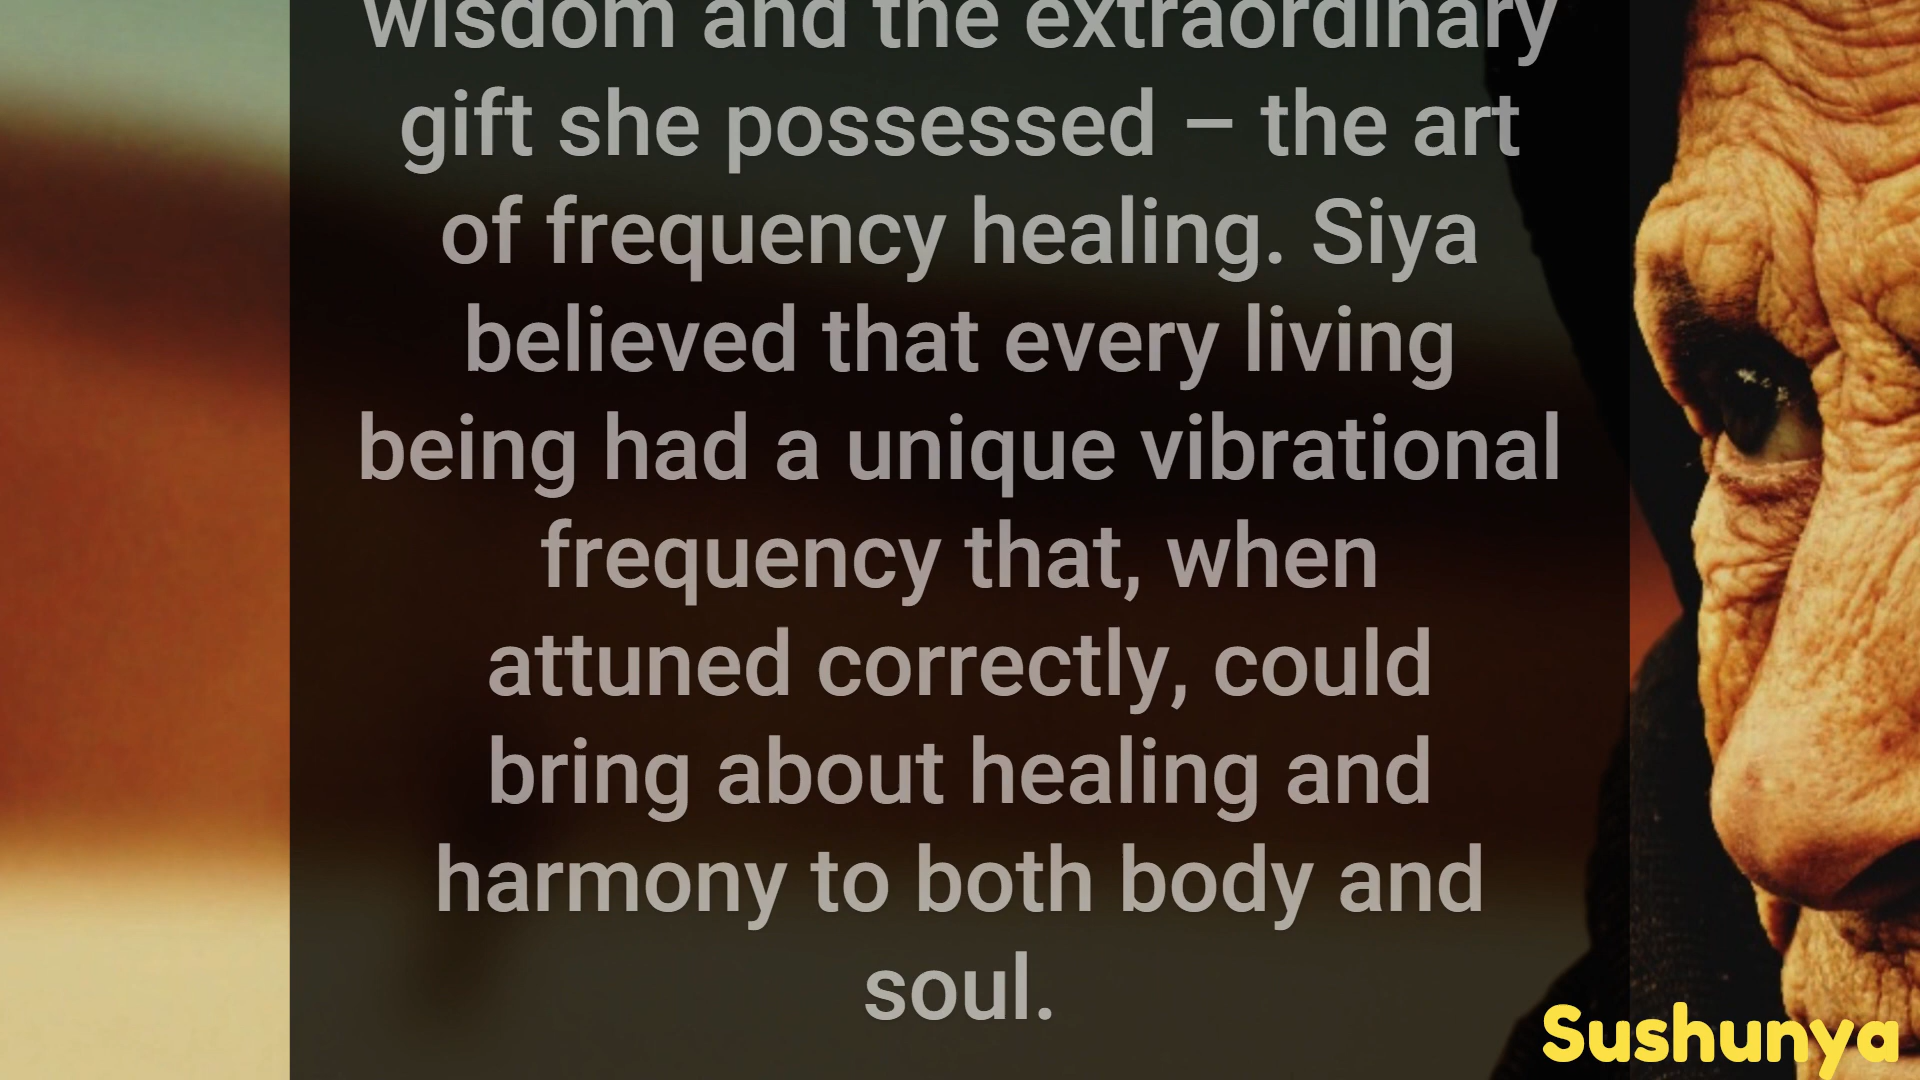 wisdom and the extraordinary
gift she possessed – the art
of frequency healing. Siya
believed that every living
being had a unique vibrational
frequency that, when
attuned correctly, could
bring about healing and
harmony to both body and
soul.
Sushunya